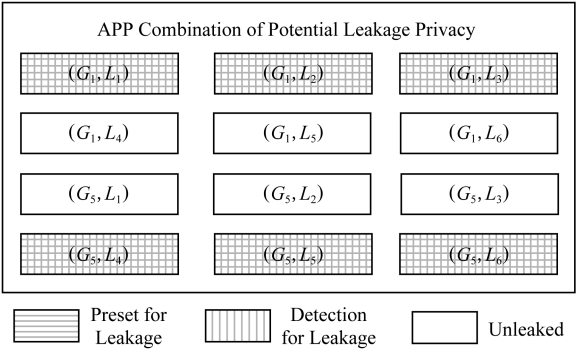 APP Combination of Potential Leakage Privacy
(G₁, L₁) (G₁, L₂) (G₁, L₃)
(G₁, L₄) (G₁, L₅) (G₁, L₆)
(G₅, L₁) (G₅, L₂) (G₅, L₃)
(G₅, L₄) (G₅, L₅) (G₅, L₆)
Preset for
Leakage
Detection
for Leakage
Unleaked